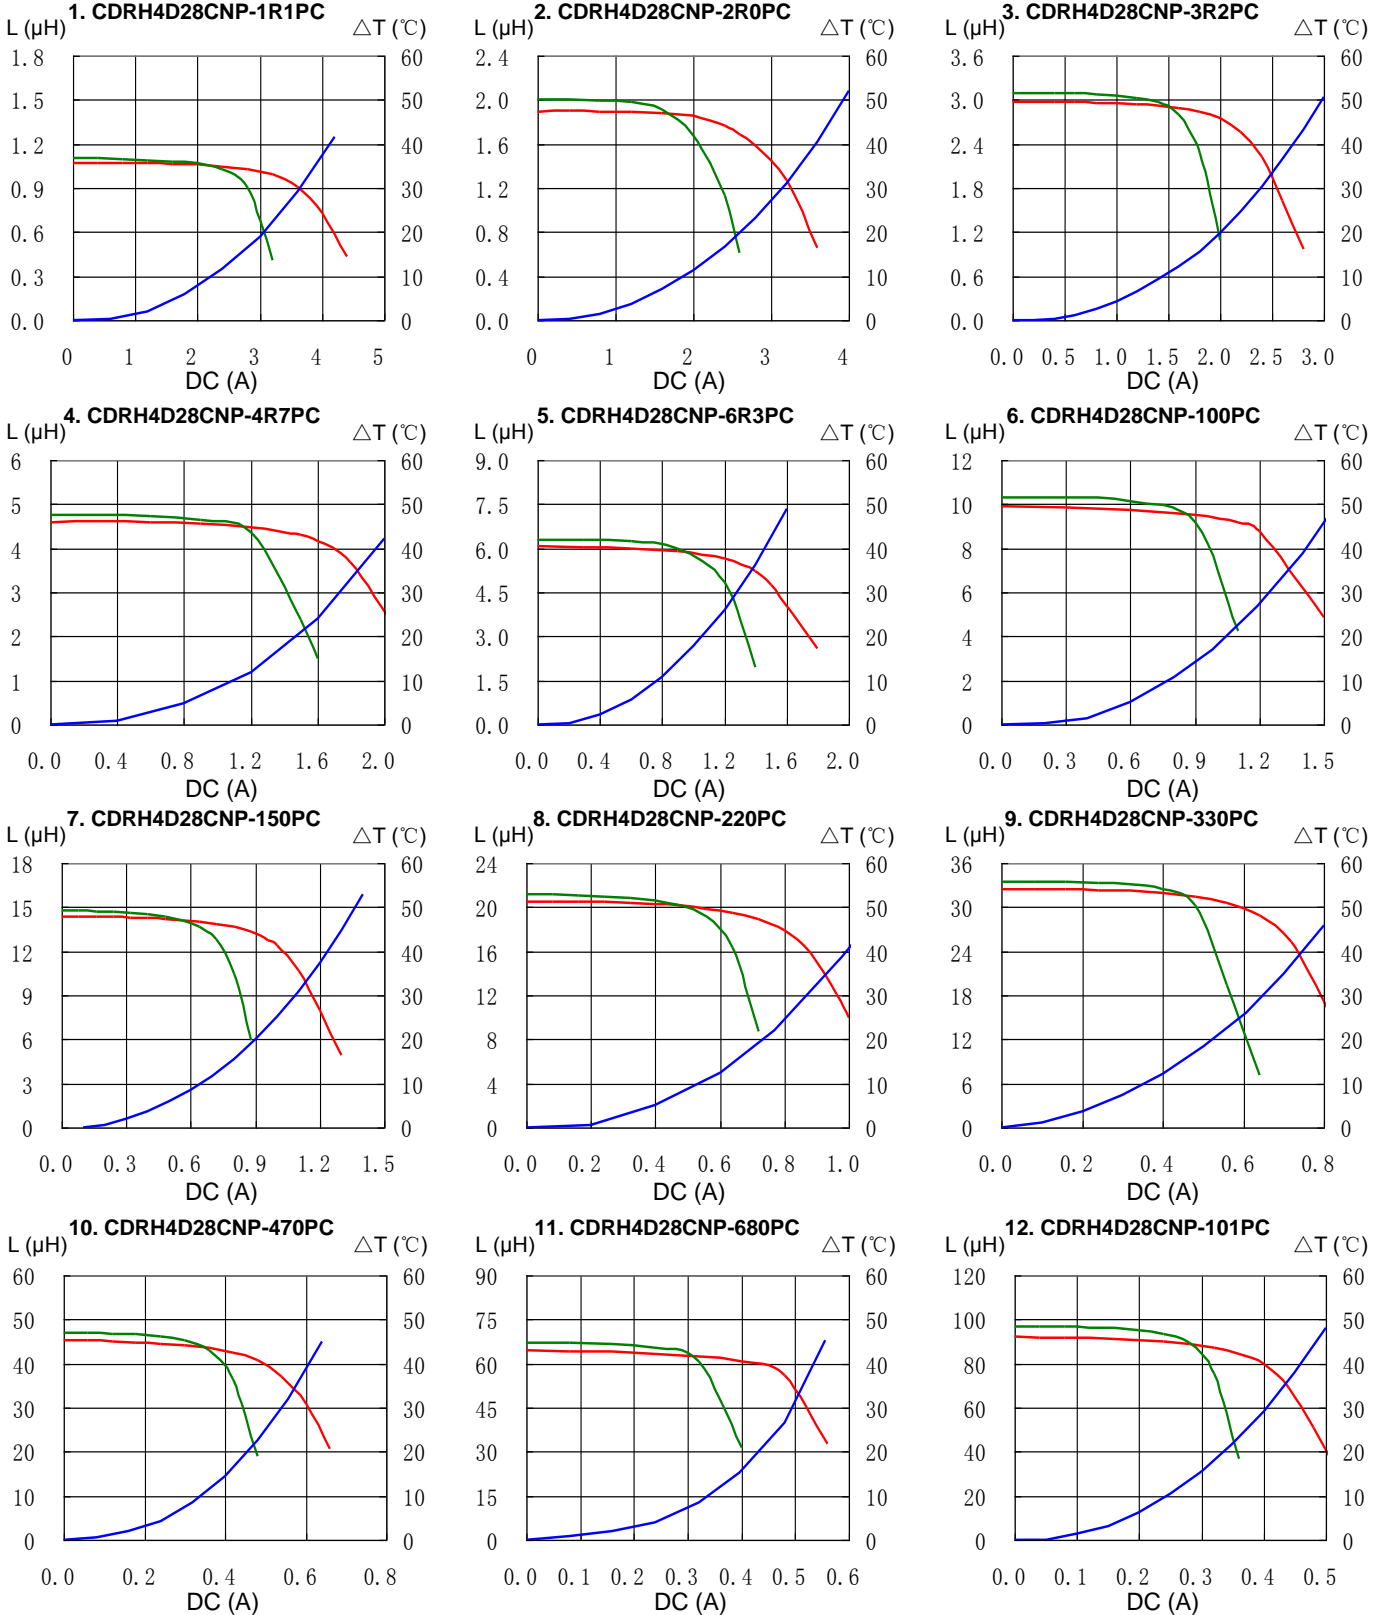 1. CDRH4D28CNP-1R1PC
L (μH)
△T (℃)
1.8
1.5
1.2
0.9
0.6
0.3
0.0
60
50
40
30
20
10
0
0 1 2 3 4 5
DC (A)
2. CDRH4D28CNP-2R0PC
L (μH)
△T (℃)
2.4
2.0
1.6
1.2
0.8
0.4
0.0
60
50
40
30
20
10
0
0 1 2 3 4
DC (A)
3. CDRH4D28CNP-3R2PC
L (μH)
△T (℃)
3.6
3.0
2.4
1.8
1.2
0.6
0.0
60
50
40
30
20
10
0
0.0 0.5 1.0 1.5 2.0 2.5 3.0
DC (A)
4. CDRH4D28CNP-4R7PC
L (μH)
△T (℃)
6
5
4
3
2
1
0
60
50
40
30
20
10
0
0.0 0.4 0.8 1.2 1.6 2.0
DC (A)
5. CDRH4D28CNP-6R3PC
L (μH)
△T (℃)
9.0
7.5
6.0
4.5
3.0
1.5
0.0
60
50
40
30
20
10
0
0.0 0.4 0.8 1.2 1.6 2.0
DC (A)
6. CDRH4D28CNP-100PC
L (μH)
△T (℃)
12
10
8
6
4
2
0
60
50
40
30
20
10
0
0.0 0.3 0.6 0.9 1.2 1.5
DC (A)
7. CDRH4D28CNP-150PC
L (μH)
△T (℃)
18
15
12
9
6
3
0
60
50
40
30
20
10
0
0.0 0.3 0.6 0.9 1.2 1.5
DC (A)
8. CDRH4D28CNP-220PC
L (μH)
△T (℃)
24
20
16
12
8
4
0
60
50
40
30
20
10
0
0.0 0.2 0.4 0.6 0.8 1.0
DC (A)
9. CDRH4D28CNP-330PC
L (μH)
△T (℃)
36
30
24
18
12
6
0
60
50
40
30
20
10
0
0.0 0.2 0.4 0.6 0.8
DC (A)
10. CDRH4D28CNP-470PC
L (μH)
△T (℃)
60
50
40
30
20
10
0
60
50
40
30
20
10
0
0.0 0.2 0.4 0.6 0.8
DC (A)
11. CDRH4D28CNP-680PC
L (μH)
△T (℃)
90
75
60
45
30
15
0
60
50
40
30
20
10
0
0.0 0.1 0.2 0.3 0.4 0.5 0.6
DC (A)
12. CDRH4D28CNP-101PC
L (μH)
△T (℃)
120
100
80
60
40
20
0
60
50
40
30
20
10
0
0.0 0.1 0.2 0.3 0.4 0.5
DC (A)